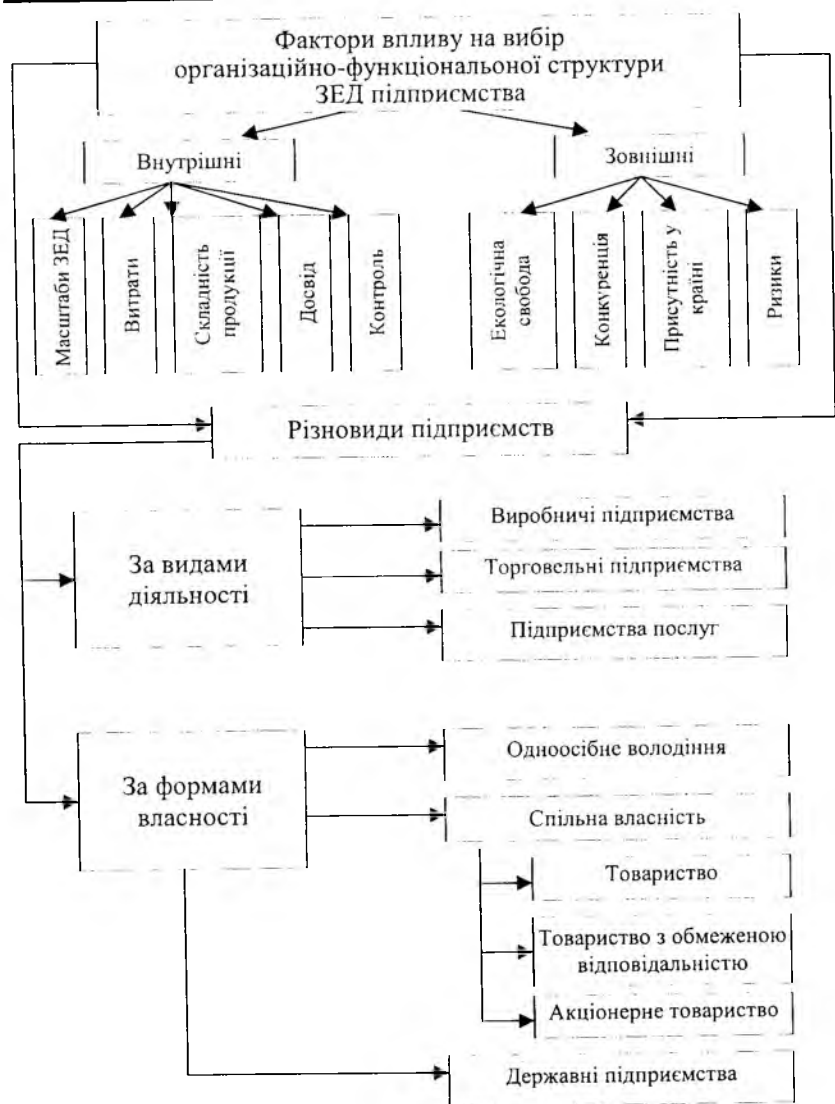 Фактори впливу на вибір
організаційно-функціональоної структури
ЗЕД підприємства
Внутрішні
Зовнішні
Масштаби ЗЕД
Витрати
Складність
продукції
Досвід
Контроль
Екологічна
свобода
Конкуренція
Присутність у
країні
Ризики
Різновиди підприємств
За видами
діяльності
Виробничі підприємства
Торговельні підприємства
Підприємства послуг
За формами
власності
Одноосібне володіння
Спільна власність
Товариство
Товариство з обмеженою
відповідальністю
Акціонерне товариство
Державні підприємства